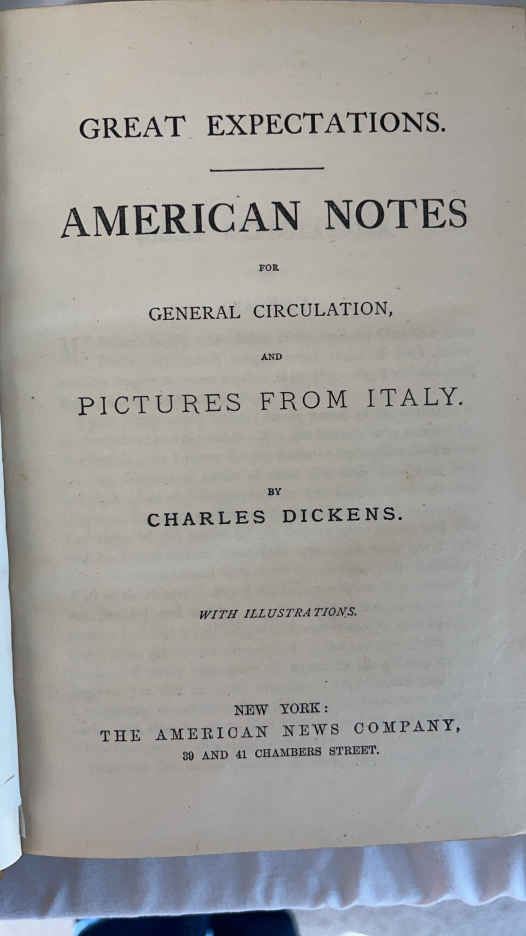 GREAT EXPECTATIONS.
AMERICAN NOTES
FOR
GENERAL CIRCULATION,
AND
PICTURES FROM ITALY.
BY
CHARLES DICKENS.
WITH ILLUSTRATIONS.
NEW YORK:
THE AMERICAN NEWS COMPANY,
39 AND 41 CHAMBERS STREET.